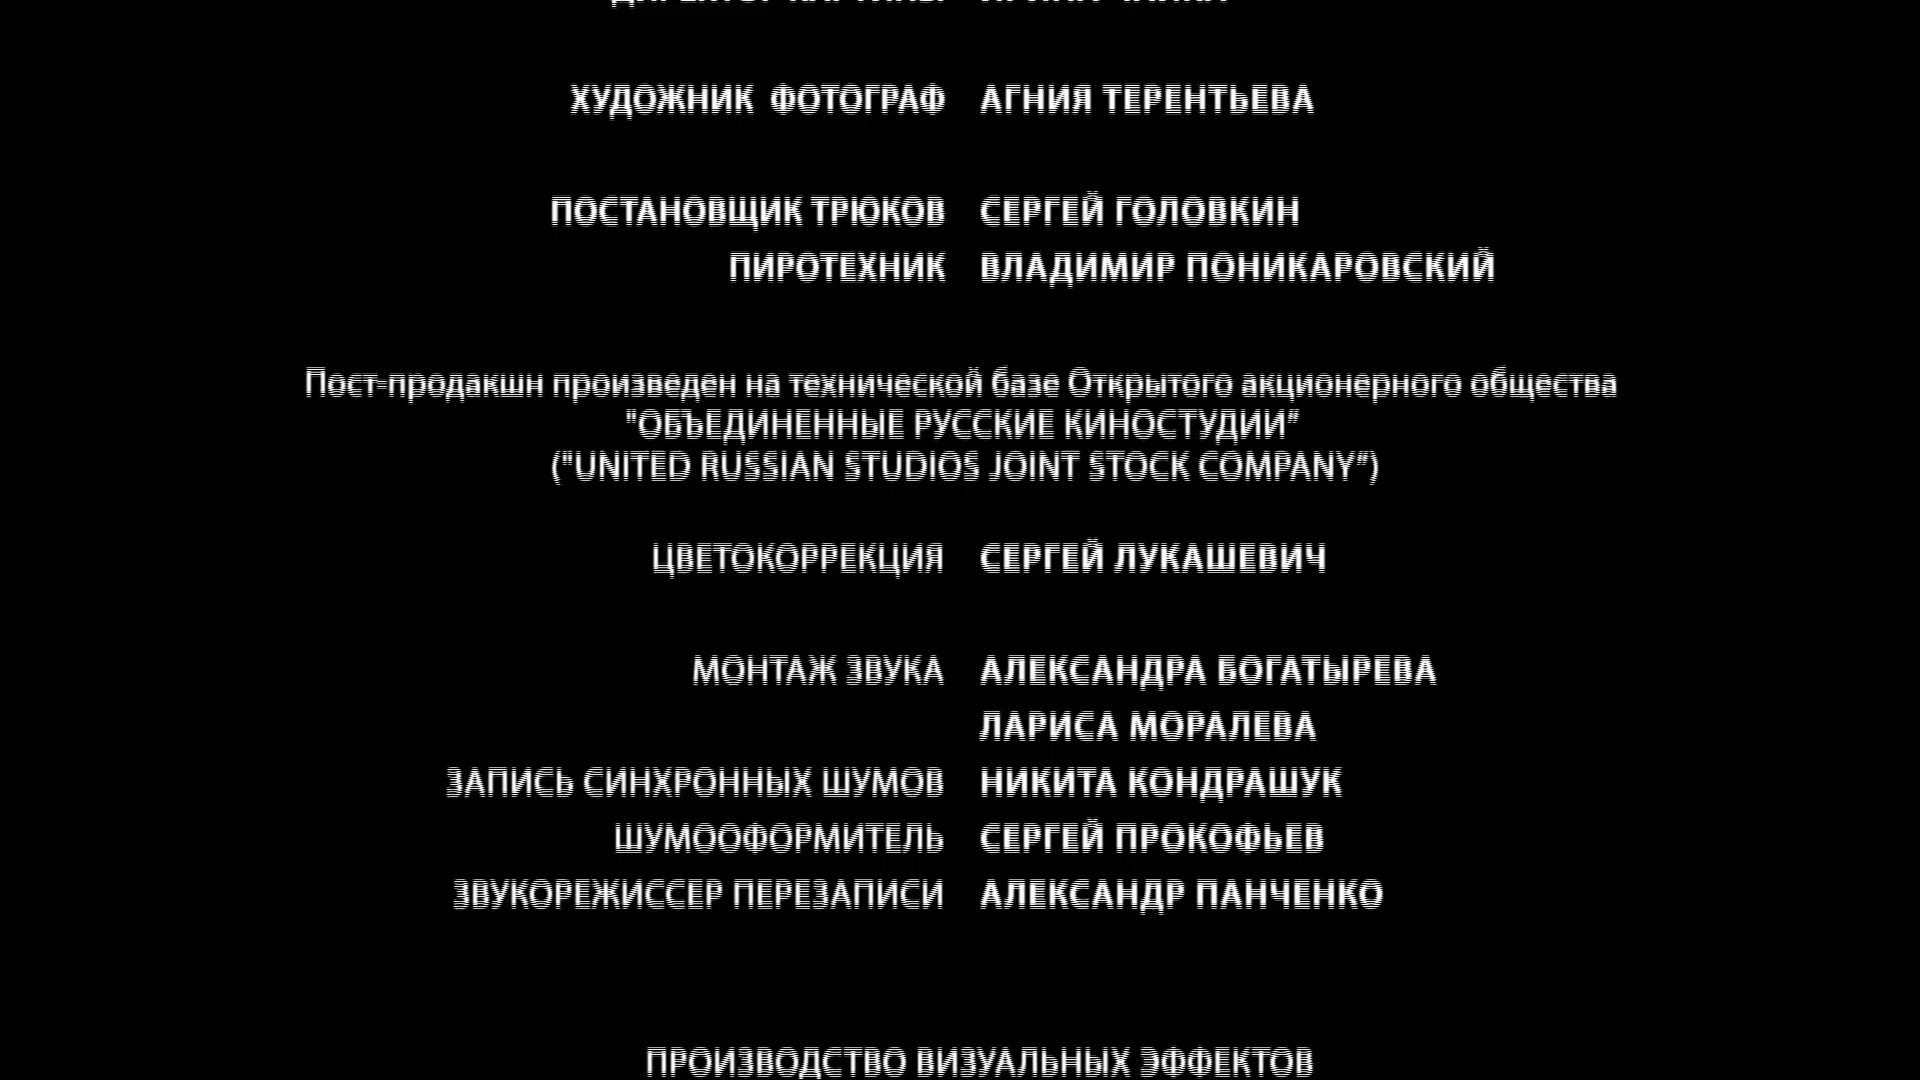 ХУДОЖНИК ФОТОГРАФ АГНИЯ ТЕРЕНТЬЕВА
ПОСТАНОВЩИК ТРЮКОВ СЕРГЕЙ ГОЛОВКИН
ПИРОТЕХНИК ВЛАДИМИР ПОНИКАРОВСКИЙ
Пост-продакшн произведен на технической базе Открытого акционерного общества
"ОБЪЕДИНЕННЫЕ РУССКИЕ КИНОСТУДИИ”
("UNITED RUSSIAN STUDIOS JOINT STOCK COMPANY”)
ЦВЕТОКОРРЕКЦИЯ СЕРГЕЙ ЛУКАШЕВИЧ
МОНТАЖ ЗВУКА АЛЕКСАНДРА БОГАТЫРЕВА
ЛАРИСА МОРАЛЕВА
ЗАПИСЬ СИНХРОННЫХ ШУМОВ НИКИТА КОНДРАШУК
ШУМООФОРМИТЕЛЬ СЕРГЕЙ ПРОКОФЬЕВ
ЗВУКОРЕЖИССЕР ПЕРЕЗАПИСИ АЛЕКСАНДР ПАНЧЕНКО
ПРОИЗВОДСТВО ВИЗУАЛЬНЫХ ЭФФЕКТОВ